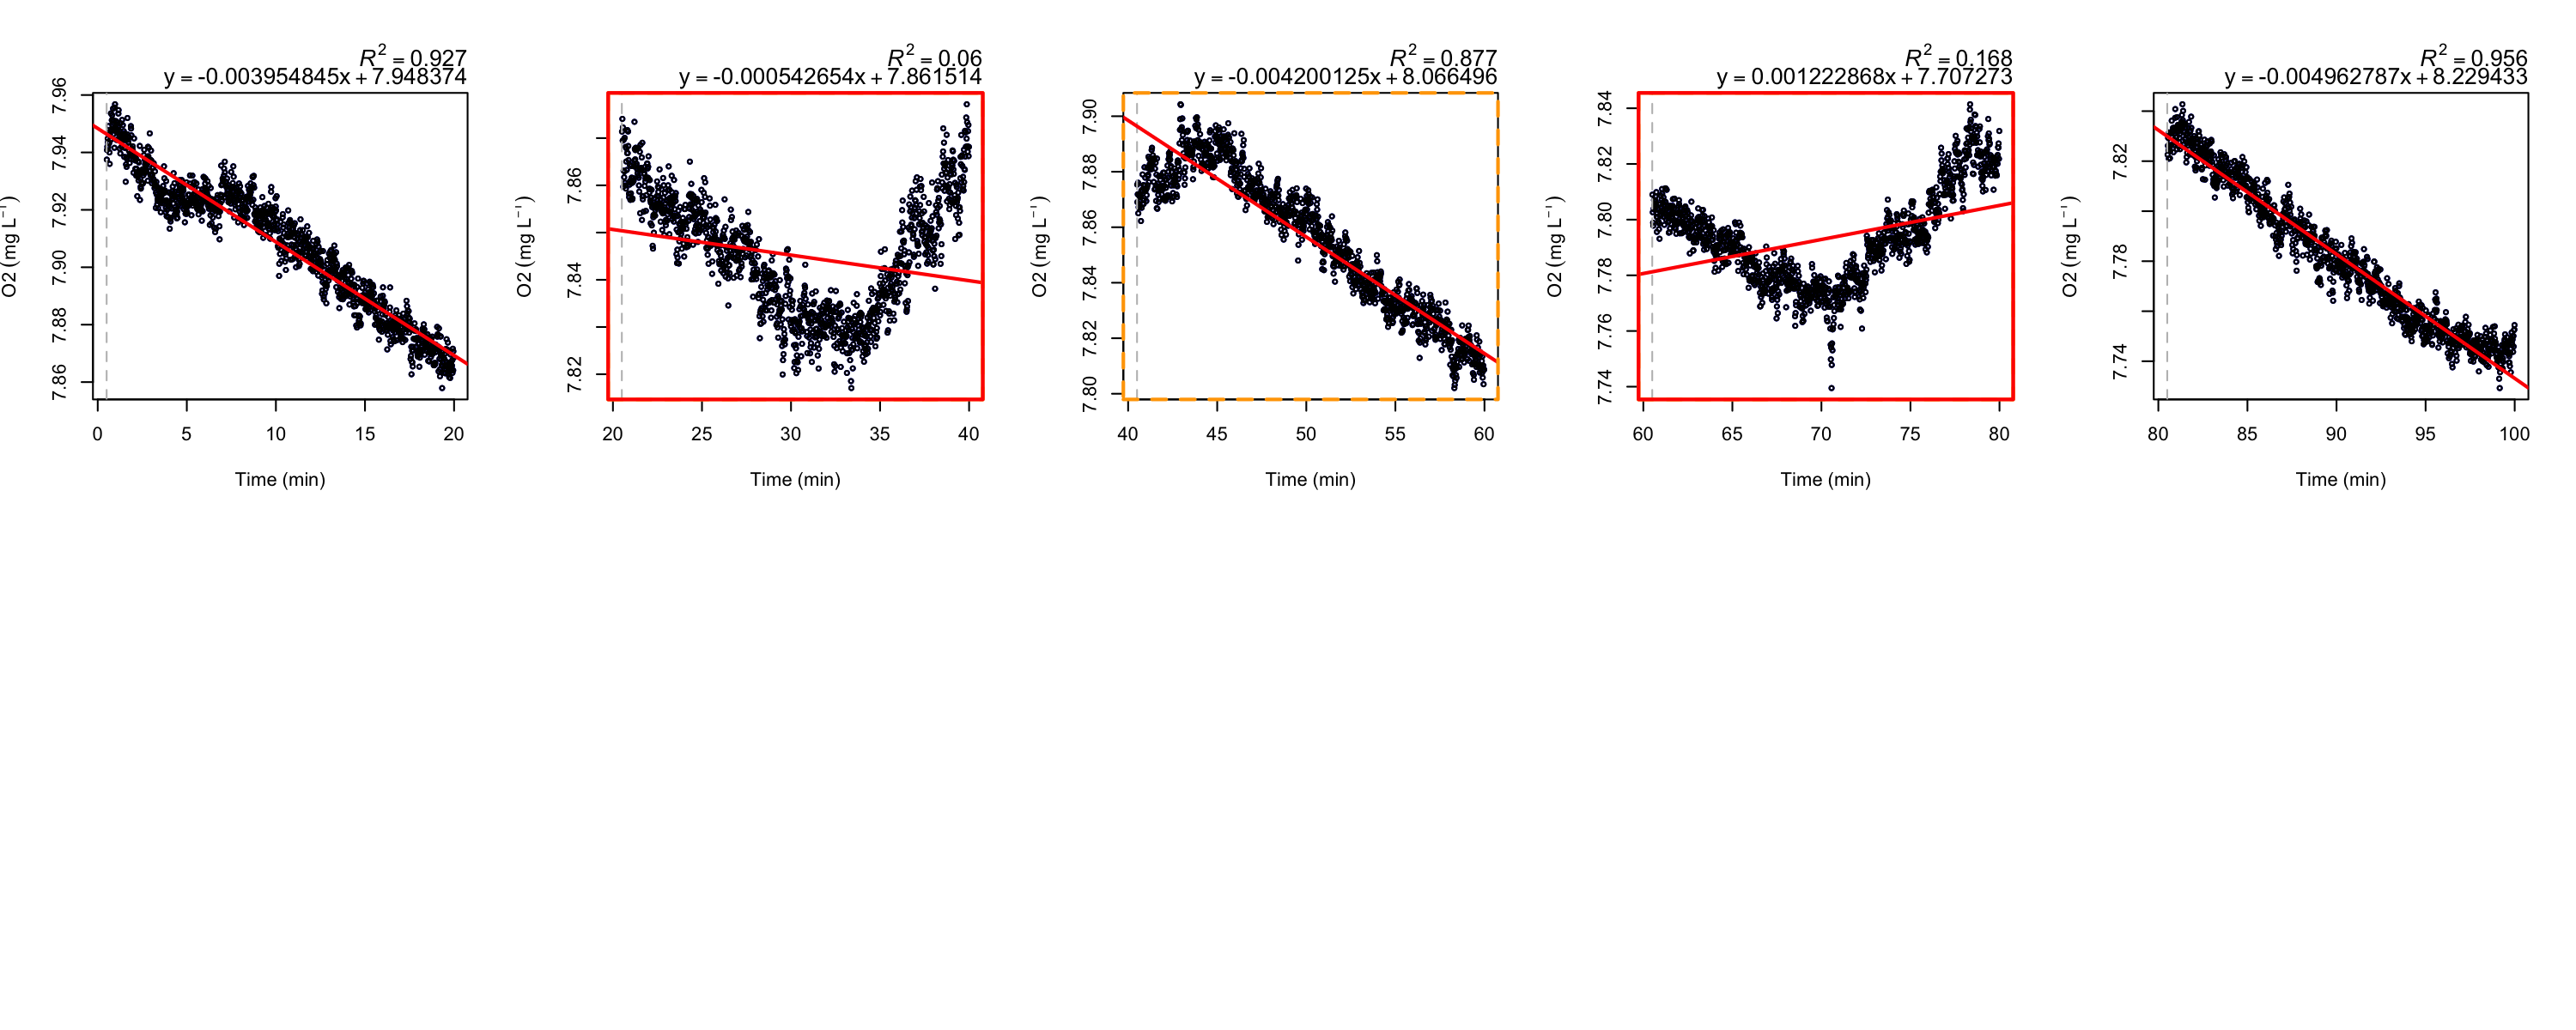 R² = 0.927
y = -0.003954845x + 7.948374
O2 (mg L⁻¹)
7.96
7.94
7.92
7.90
7.88
7.86
0 5 10 15 20
Time (min)
R² = 0.06
y = -0.000542654x + 7.861514
O2 (mg L⁻¹)
7.86
7.84
7.82
20 25 30 35 40
Time (min)
R² = 0.877
y = -0.004200125x + 8.066496
O2 (mg L⁻¹)
7.90
7.88
7.86
7.84
7.82
7.80
40 45 50 55 60
Time (min)
R² = 0.168
y = 0.001222868x + 7.707273
O2 (mg L⁻¹)
7.84
7.82
7.80
7.78
7.76
7.74
60 65 70 75 80
Time (min)
R² = 0.956
y = -0.004962787x + 8.229433
O2 (mg L⁻¹)
7.82
7.78
7.74
80 85 90 95 100
Time (min)